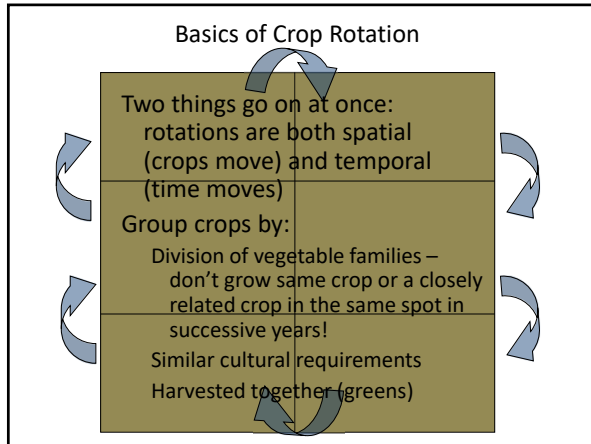 Basics of Crop Rotation
Two things go on at once:
rotations are both spatial
(crops move) and temporal
(time moves)
Group crops by:
Division of vegetable families –
don't grow same crop or a closely
related crop in the same spot in
successive years!
Similar cultural requirements
Harvested together (greens)